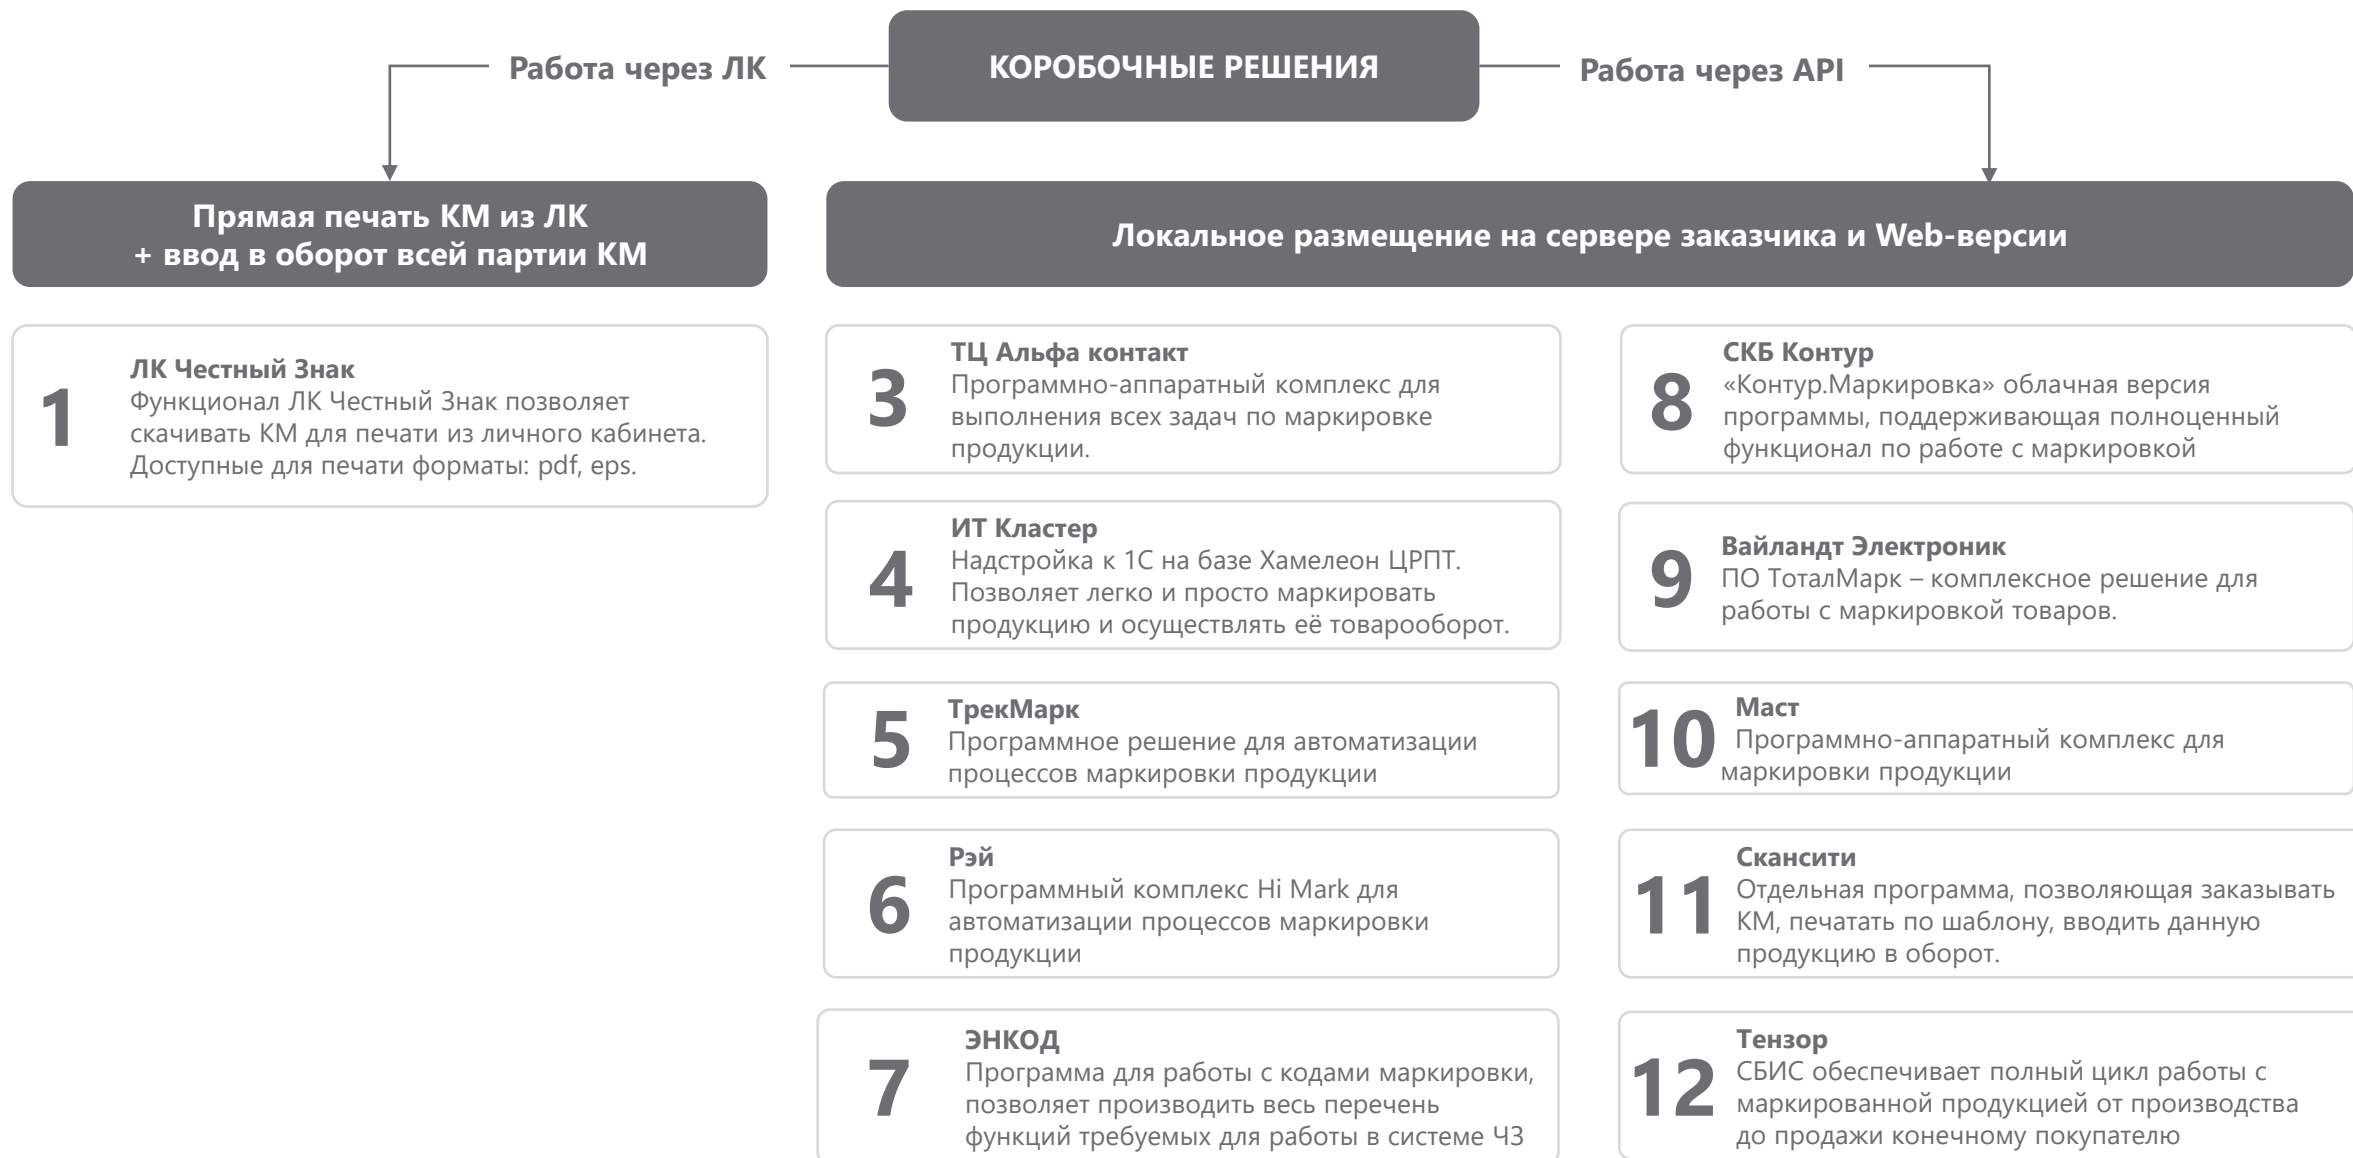 КОРОБОЧНЫЕ РЕШЕНИЯ
Работа через ЛК
Работа через API
Прямая печать КМ из ЛК
+ ввод в оборот всей партии КМ
Локальное размещение на сервере заказчика и Web-версии
1
ЛК Честный Знак
Функционал ЛК Честный Знак позволяет
скачивать КМ для печати из личного кабинета.
Доступные для печати форматы: pdf, eps.
3
ТЦ Альфа контакт
Программно-аппаратный комплекс для
выполнения всех задач по маркировке
продукции.
4
ИТ Кластер
Надстройка к 1С на базе Хамелеон ЦРПТ.
Позволяет легко и просто маркировать
продукцию и осуществлять её товарооборот.
5
ТрекМарк
Программное решение для автоматизации
процессов маркировки продукции
6
Рэй
Программный комплекс Hi Mark для
автоматизации процессов маркировки
продукции
7
ЭНКОД
Программа для работы с кодами маркировки,
позволяет производить весь перечень
функций требуемых для работы в системе ЧЗ
8
СКБ Контур
«Контур.Маркировка» облачная версия
программы, поддерживающая полноценный
функционал по работе с маркировкой
9
Вайландт Электроник
ПО ТоталМарк – комплексное решение для
работы с маркировкой товаров.
10
Маст
Программно-аппаратный комплекс для
маркировки продукции
11
Скансити
Отдельная программа, позволяющая заказывать
КМ, печатать по шаблону, вводить данную
продукцию в оборот.
12
Тензор
СБИС обеспечивает полный цикл работы с
маркированной продукцией от производства
до продажи конечному покупателю